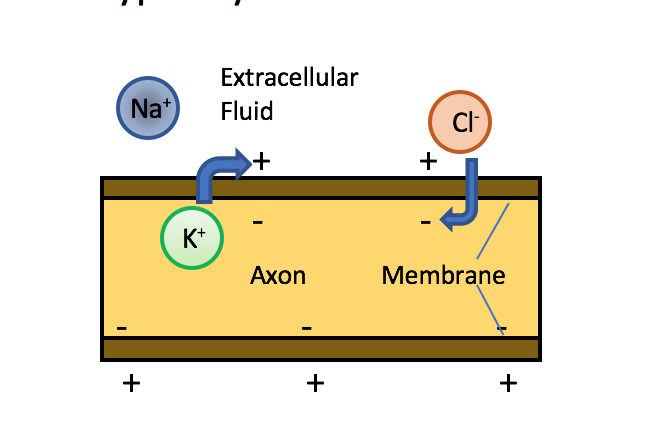 Na+
Extracellular
Fluid
Cl-
+ +
- -
K+
Axon
Membrane
- - -
+ + +